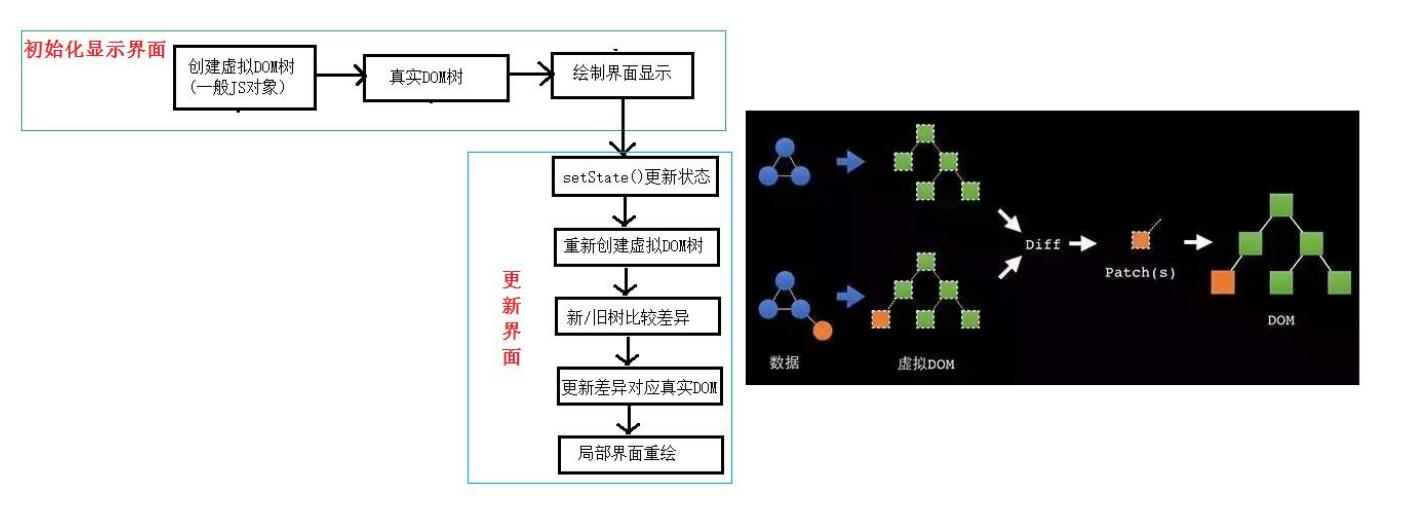 初始化显示界面
创建虚拟DOM树
(一般JS对象)
真实DOM树
绘制界面显示
setState()更新状态
重新创建虚拟DOM树
新/旧树比较差异
更新差异对应真实DOM
局部界面重绘
更
新
界
面
Diff
Patch(s)
DOM
数据
虚拟DOM